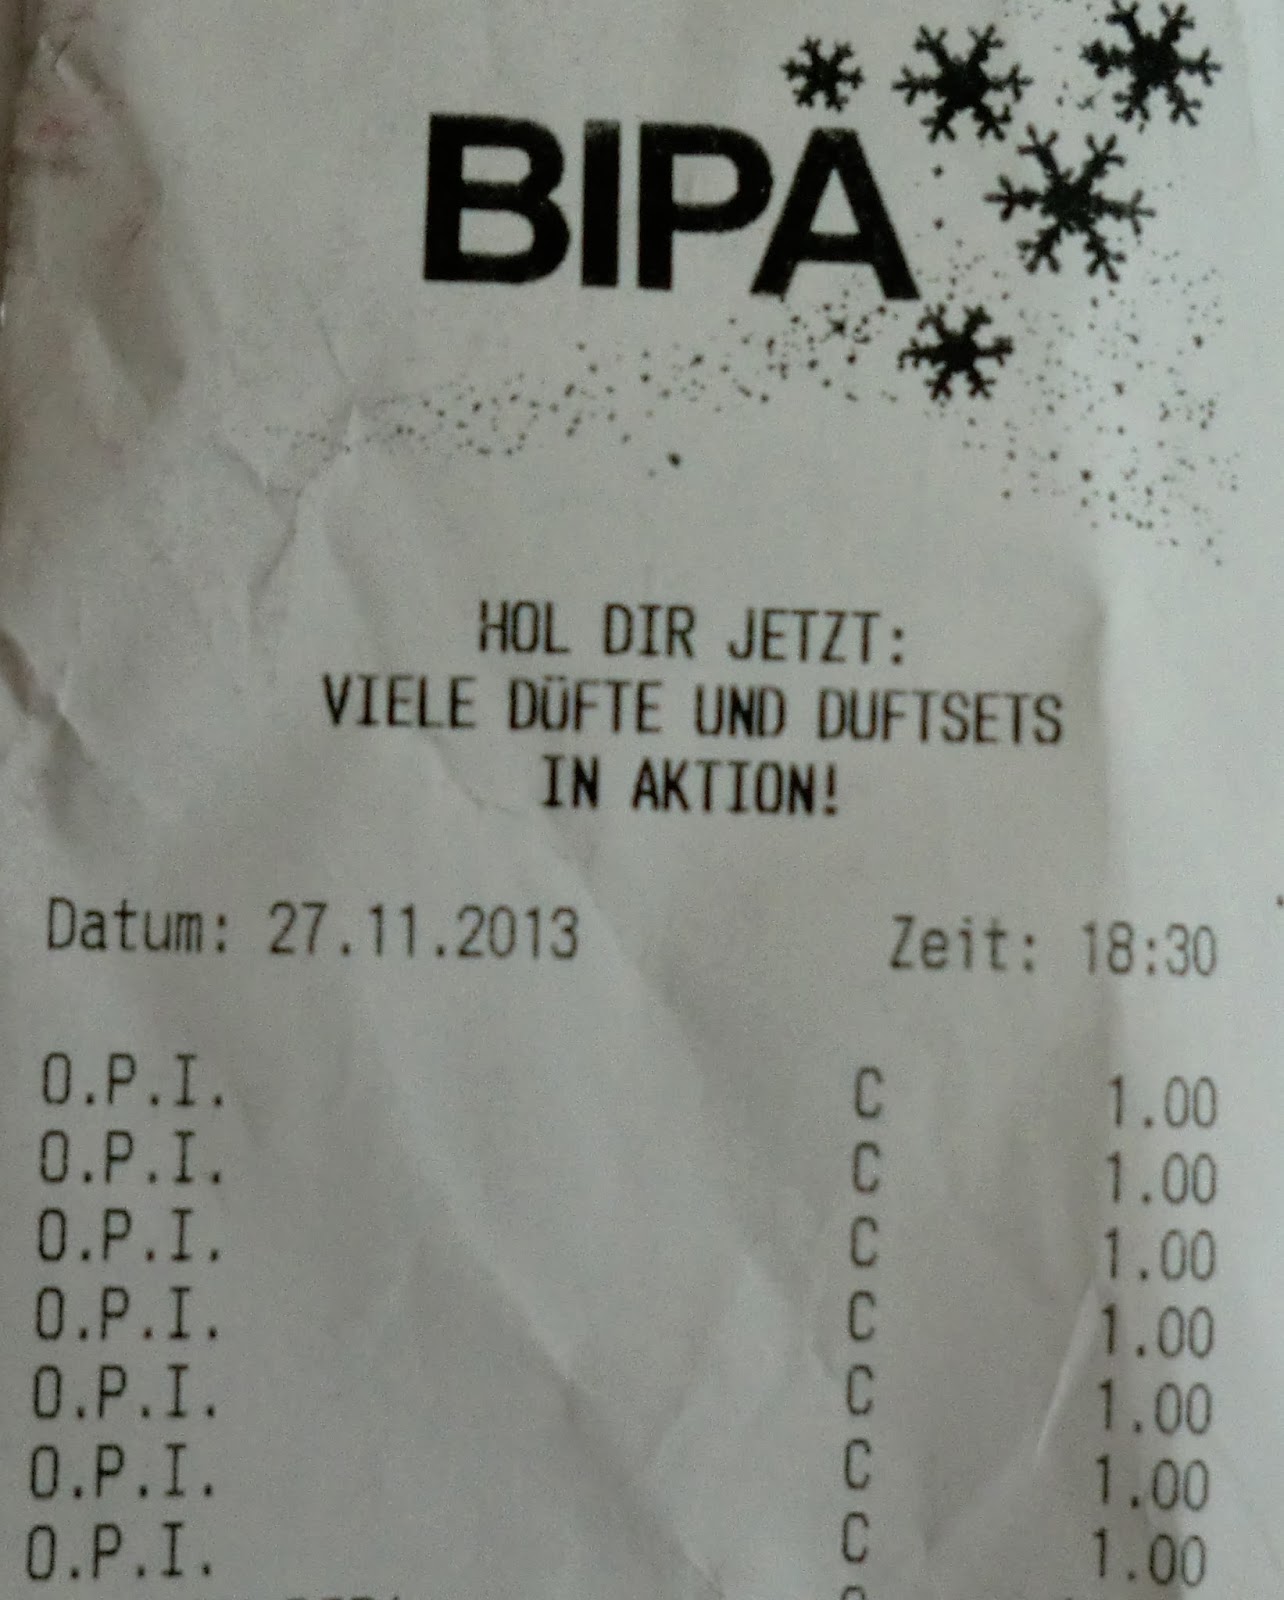 BIPA
HOL DIR JETZT:
VIELE DÜFTE UND DUFTSETS
IN AKTION!
Datum: 27.11.2013 Zeit: 18:30
O.P.I. C 1.00
O.P.I. C 1.00
O.P.I. C 1.00
O.P.I. C 1.00
O.P.I. C 1.00
O.P.I. C 1.00
O.P.I. C 1.00